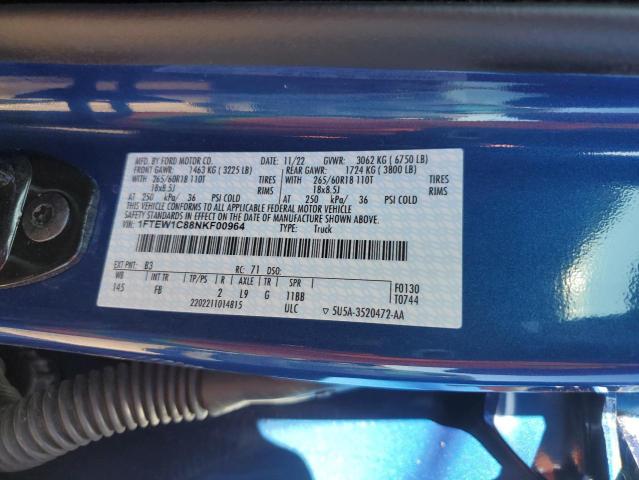 MFD. BY FORD MOTOR CO. DATE: 11/22 GVWR: 3062 KG ( 6750 LB)
FRONT GAWR: 1463 KG ( 3225 LB) REAR GAWR: 1724 KG ( 3800 LB)
WITH 265/60R18 110T TIRES WITH 265/60R18 110T TIRES
18x8.5J RIMS 18x8.5J RIMS
AT 250 kPa/ 36 PSI COLD AT 250 kPa/ 36 PSI COLD
THIS VEHICLE CONFORMS TO ALL APPLICABLE FEDERAL MOTOR VEHICLE
SAFETY STANDARDS IN EFFECT ON THE DATE OF MANUFACTURE SHOWN ABOVE.
VIN: 1FTEW1C88NKF00964 TYPE: Truck
EXT PNT: B3 RC: 71 DSO: F0130
WB INT TR TP/PS R AXLE TR T0744
145 FB 2 L9 G 11BB
2202211014815 ULC ▽ 5U5A-3520472-AA